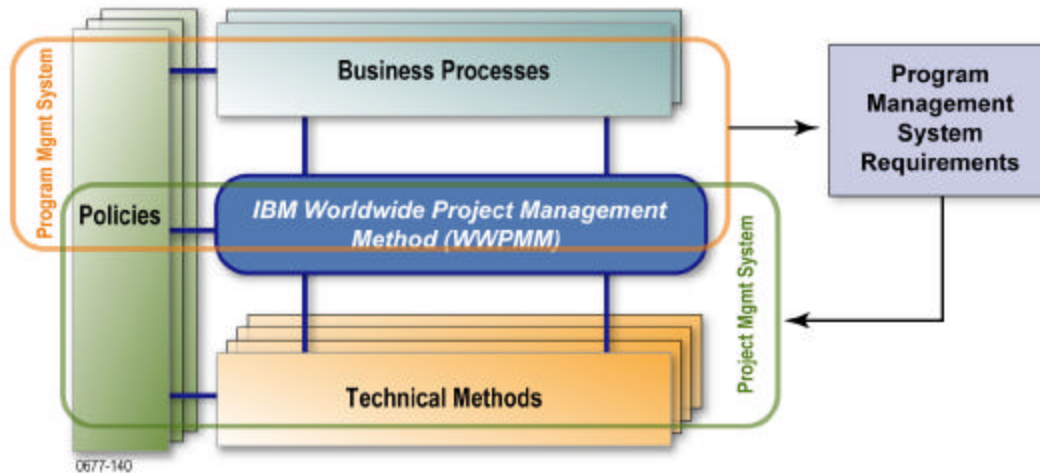 Business Processes
Program
Management
System
Requirements
Program Mgmt System
Policies
IBM Worldwide Project Management
Method (WWPMM)
Project Mgmt System
Technical Methods
0677-140